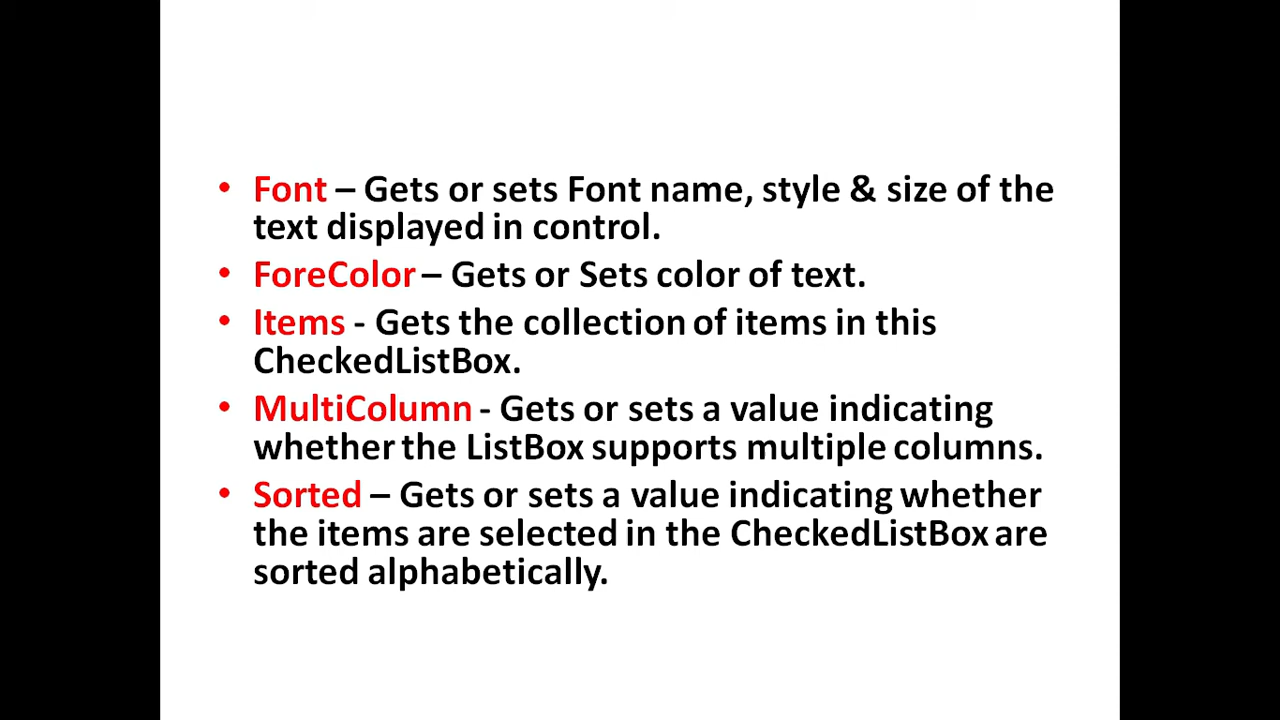 • Font – Gets or sets Font name, style & size of the
text displayed in control.
• ForeColor – Gets or Sets color of text.
• Items - Gets the collection of items in this
CheckedListBox.
• MultiColumn - Gets or sets a value indicating
whether the ListBox supports multiple columns.
• Sorted – Gets or sets a value indicating whether
the items are selected in the CheckedListBox are
sorted alphabetically.